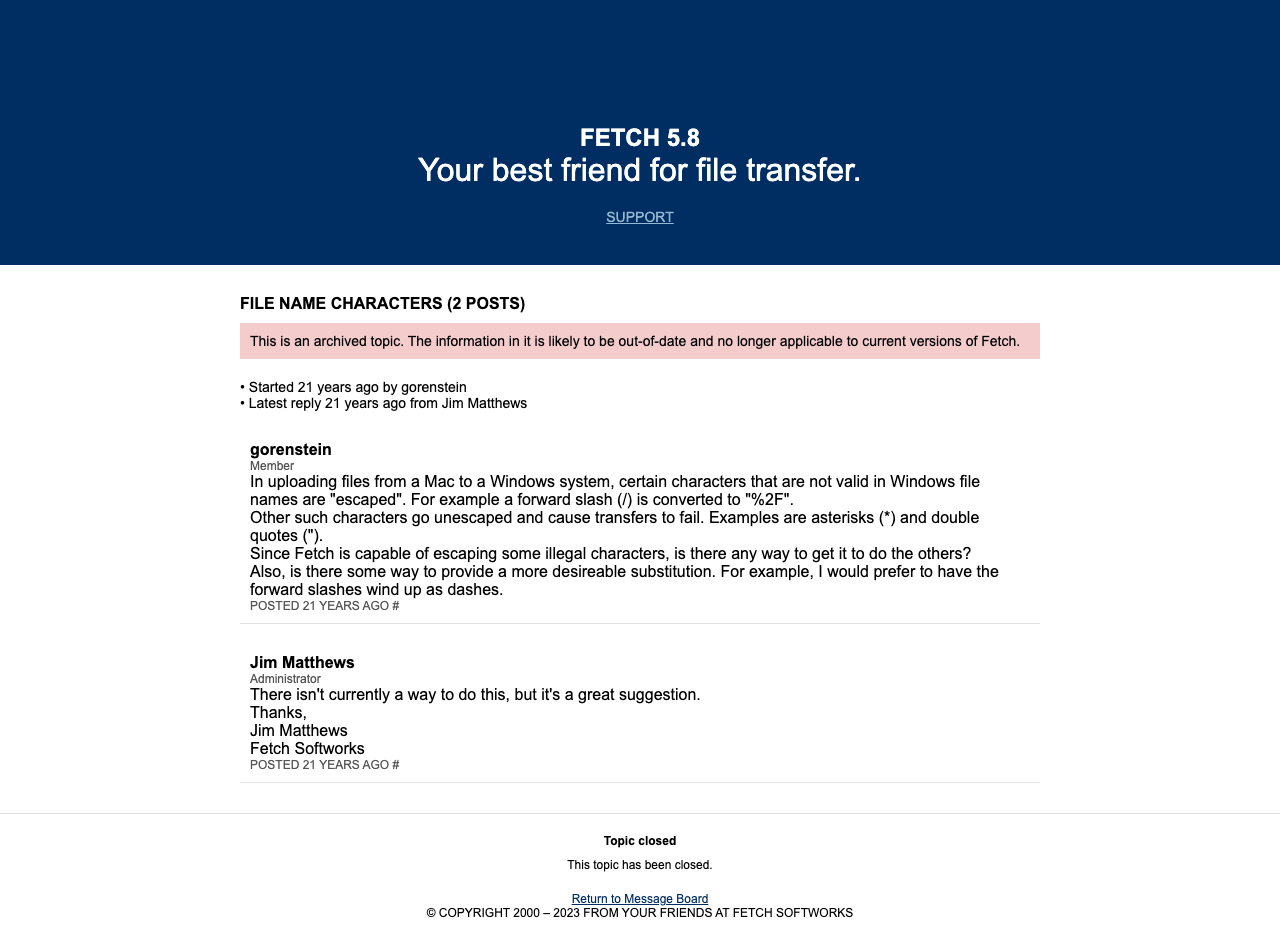 FETCH 5.8
Your best friend for file transfer.
SUPPORT
FILE NAME CHARACTERS (2 POSTS)
This is an archived topic. The information in it is likely to be out-of-date and no longer applicable to current versions of Fetch.
• Started 21 years ago by gorenstein
• Latest reply 21 years ago from Jim Matthews
gorenstein
Member
In uploading files from a Mac to a Windows system, certain characters that are not valid in Windows file
names are "escaped". For example a forward slash (/) is converted to "%2F".
Other such characters go unescaped and cause transfers to fail. Examples are asterisks (*) and double
quotes (").
Since Fetch is capable of escaping some illegal characters, is there any way to get it to do the others?
Also, is there some way to provide a more desireable substitution. For example, I would prefer to have the
forward slashes wind up as dashes.
POSTED 21 YEARS AGO #
Jim Matthews
Administrator
There isn't currently a way to do this, but it's a great suggestion.
Thanks,
Jim Matthews
Fetch Softworks
POSTED 21 YEARS AGO #
Topic closed
This topic has been closed.
Return to Message Board
© COPYRIGHT 2000 – 2023 FROM YOUR FRIENDS AT FETCH SOFTWORKS